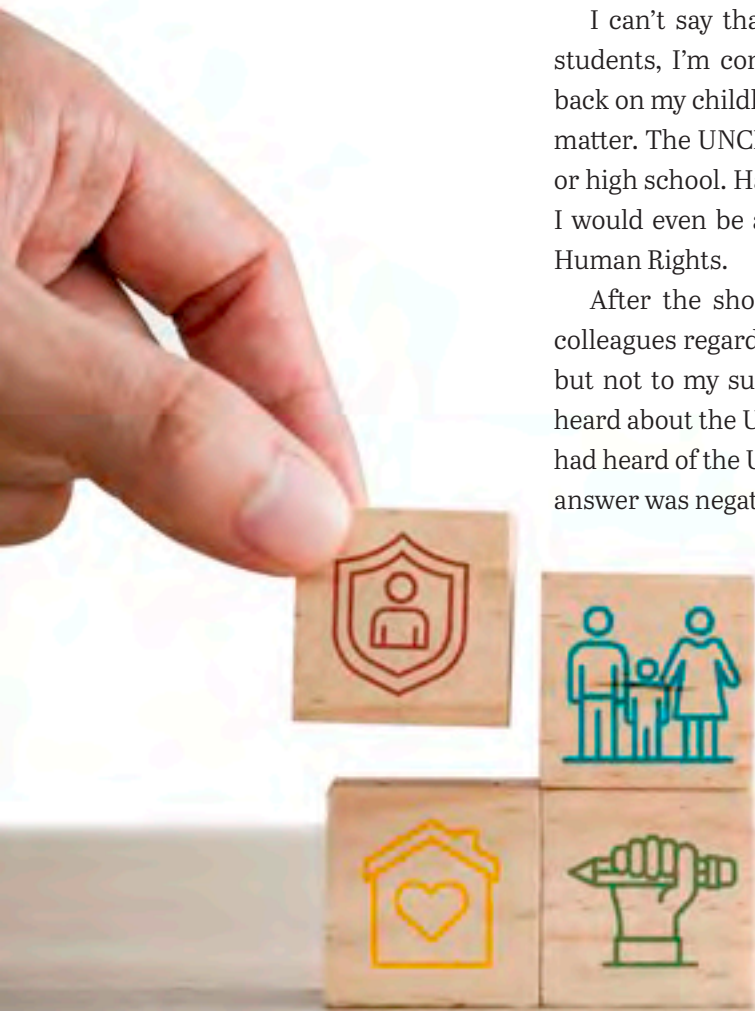 I can’t say
students, I’m
back on my
matter. The
or high school.
I would even be
Human Rights.
After the
colleagues
but not to my
heard about the
had heard of the
answer was